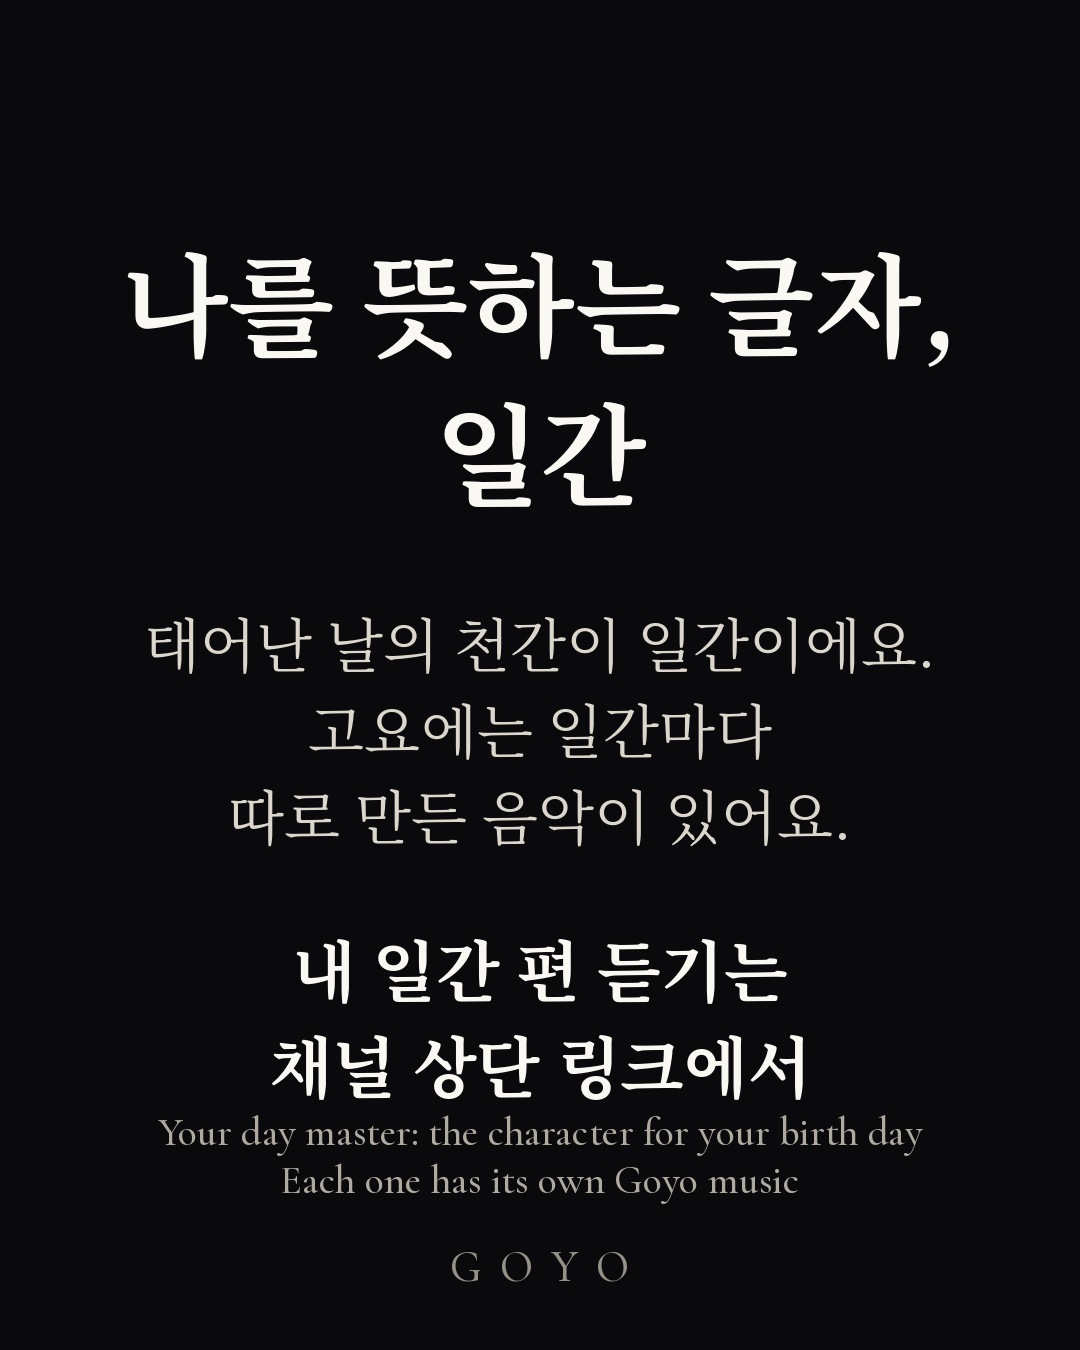 나를 뜻하는 글자,
일간
태어난 날의 천간이 일간이에요.
고요에는 일간마다
따로 만든 음악이 있어요.
내 일간 편 듣기는
채널 상단 링크에서
Your day master: the character for your birth day
Each one has its own Goyo music
GOYO